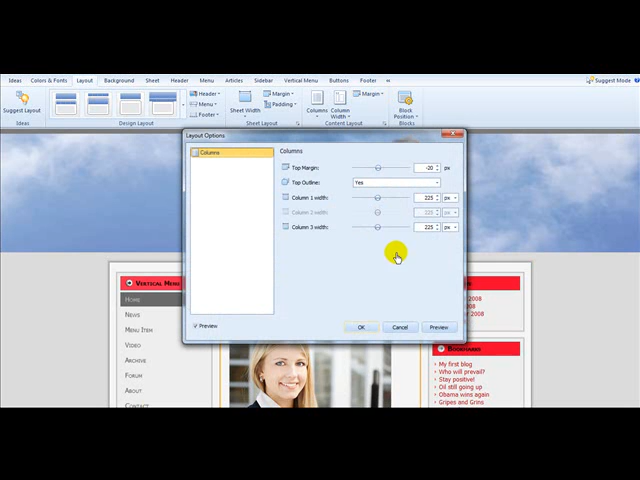 Ideas Colors & Fonts Layout Background Sheet Header Menu Articles Sidebar Vertical Menu Buttons Footer Suggest Mode
Suggest Layout
Header
Menu
Footer
Sheet Width
Margin
Padding
Columns
Column Width
Margin
Blocks
Ideas Design Layout Sheet Layout Content Layout Blocks
Layout Options
Columns
Columns
Top Margin: -20 px
Top Outline: Yes
Column 1 width: 225 px
Column 2 width: 225 px
Column 3 width: 225 px
Preview
OK Cancel Preview
Vertical Menu
Home
News
Menu Item
Video
Archive
Forum
About
Contact
2008
2008
2008
Bookmarks
My first blog
Who will prevail?
Stay positive!
Oil still going up
Obama wins again
Gripes and Grins